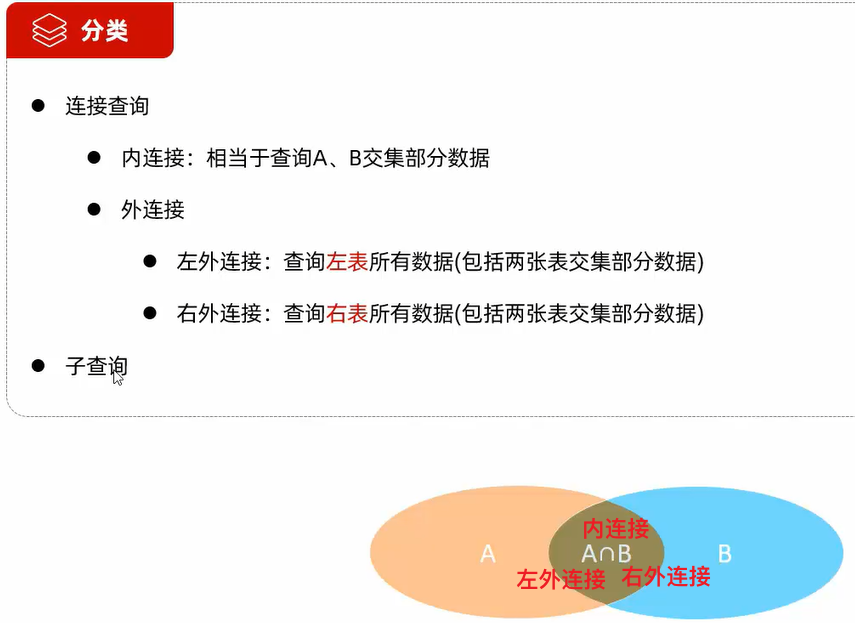 分类
连接查询
内连接：相当于查询A、B交集部分数据
外连接
左外连接：查询左表所有数据(包括两张表交集部分数据)
右外连接：查询右表所有数据(包括两张表交集部分数据)
子查询
内连接
A
A∩B
B
左外连接
右外连接